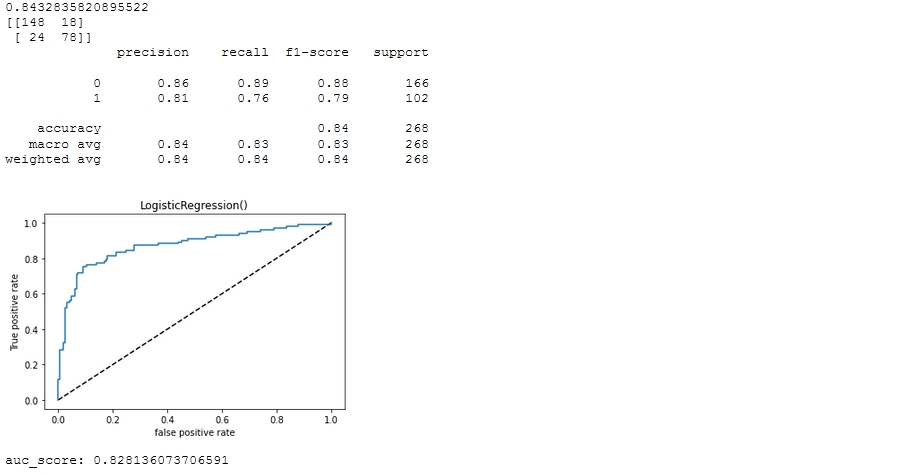 0.8432835820895522
[[148  18]
 [ 24  78]]
precision    recall  f1-score   support
0       0.86      0.89      0.88       166
1       0.81      0.76      0.79       102
accuracy                           0.84       268
macro avg       0.84      0.83      0.83       268
weighted avg       0.84      0.84      0.84       268
LogisticRegression()
1.0
0.8
0.6
0.4
0.2
0.0
True positive rate
0.0 0.2 0.4 0.6 0.8 1.0
false positive rate
auc_score: 0.828136073706591